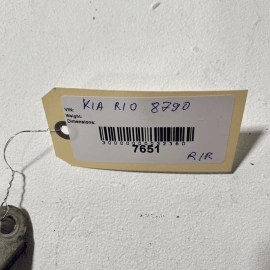 KIA RIO 8790
VIN:
Weight:
Dimensions:
7651
R/R